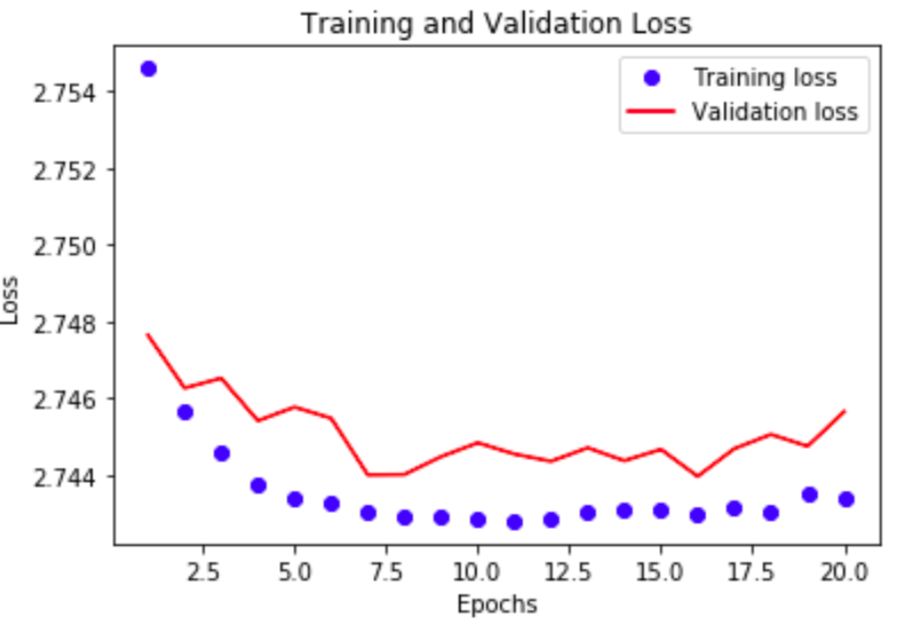 Training and Validation Loss
Training loss
Validation loss
Loss
2.754
2.752
2.750
2.748
2.746
2.744
2.5 5.0 7.5 10.0 12.5 15.0 17.5 20.0
Epochs